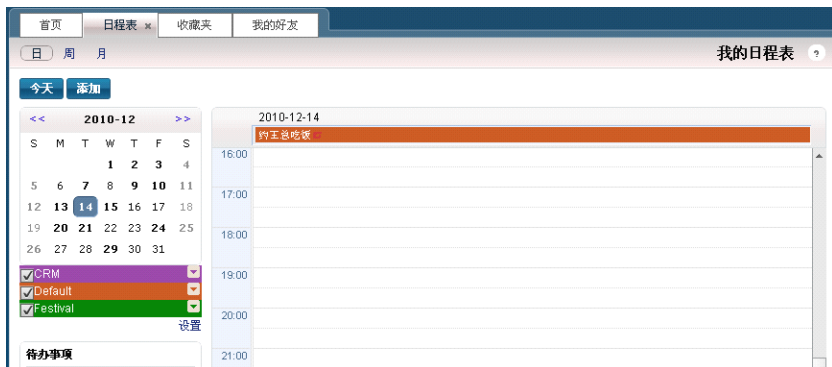 首页 日程表 × 收藏夹 我的好友
日 周 月 我的日程表 ?
今天 添加
<< 2010-12 >>
S M T W T F S
1 2 3 4
5 6 7 8 9 10 11
12 13 14 15 16 17 18
19 20 21 22 23 24 25
26 27 28 29 30 31
CRM
Default
Festival
设置
待办事项
2010-12-14
约王总吃饭
16:00
17:00
18:00
19:00
20:00
21:00